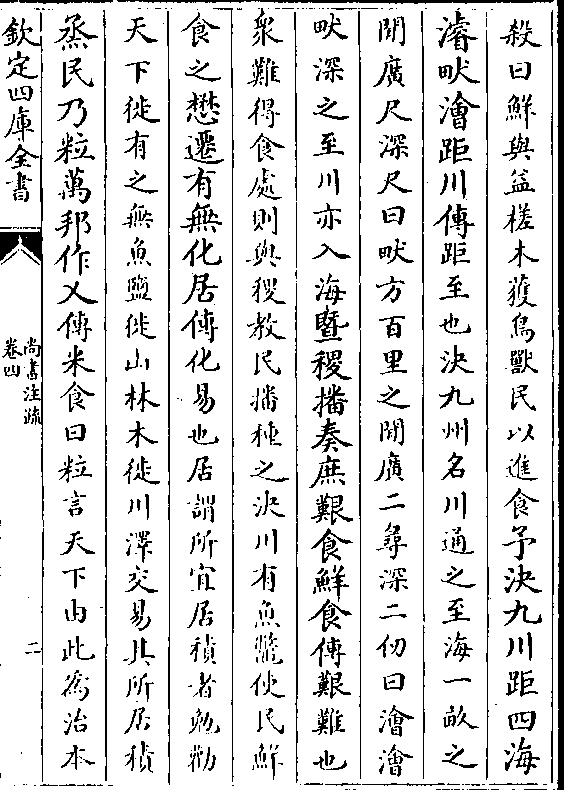 殺曰鮮與益槎木獲鳥獸民以進食予決九川距四海
濬畎澮距川傳距至也決九州名川通之至海一畝之
閒廣尺深尺曰畎方百里之閒廣二尋深二仞曰澮澮
畎深之至川亦入海暨稷播奏庶艱食鮮食傳艱難也
衆難得食處則與稷教民播種之決川有魚鼈使民鮮
食之懋遷有無化居傳化易也居謂所宜居積者勉勸
天下徙有之無魚鹽徙山林木徙川澤交易其所居積
烝民乃粒萬邦作乂傳米食曰粒言天下由此為治本
欽定四庫全書
尚書注疏
卷四
二